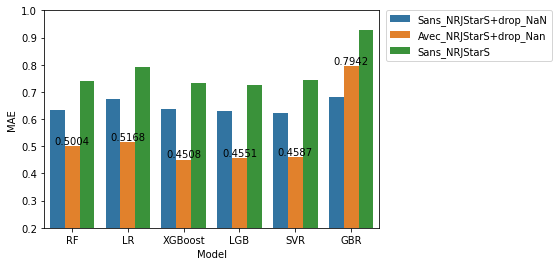 1.0
0.9
0.8
0.7
0.6
0.5
0.4
0.3
0.2
MAE
0.5004
0.5168
0.4508
0.4551
0.4587
0.7942
RF LR XGBoost LGB SVR GBR
Model
Sans_NRJStarS+drop_NaN
Avec_NRJStarS+drop_Nan
Sans_NRJStarS